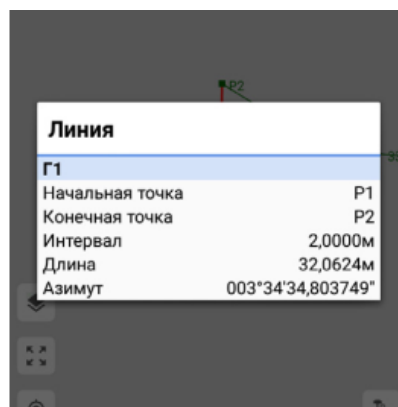 P2
Линия
Г1
Начальная точка P1
Конечная точка P2
Интервал 2,0000м
Длина 32,0624м
Азимут 003°34'34,803749"